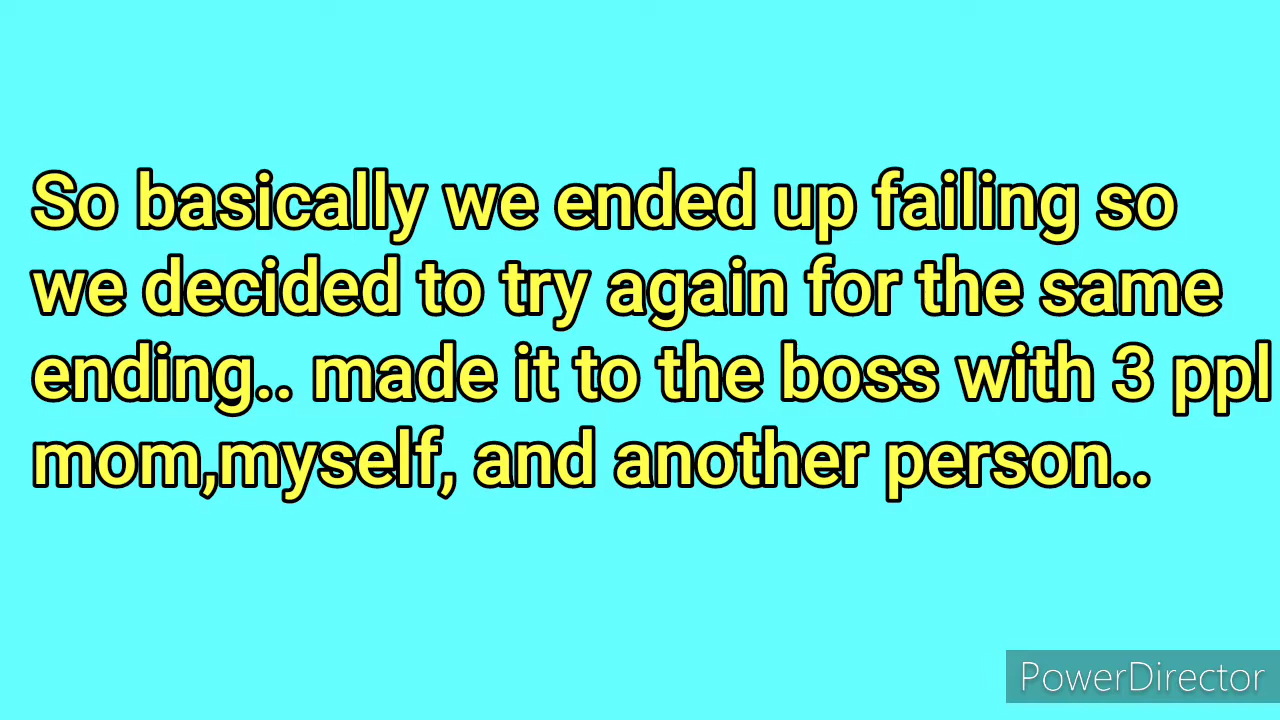 So basically we ended up failing so
we decided to try again for the same
ending.. made it to the boss with 3 ppl
mom,myself, and another person..
PowerDirector